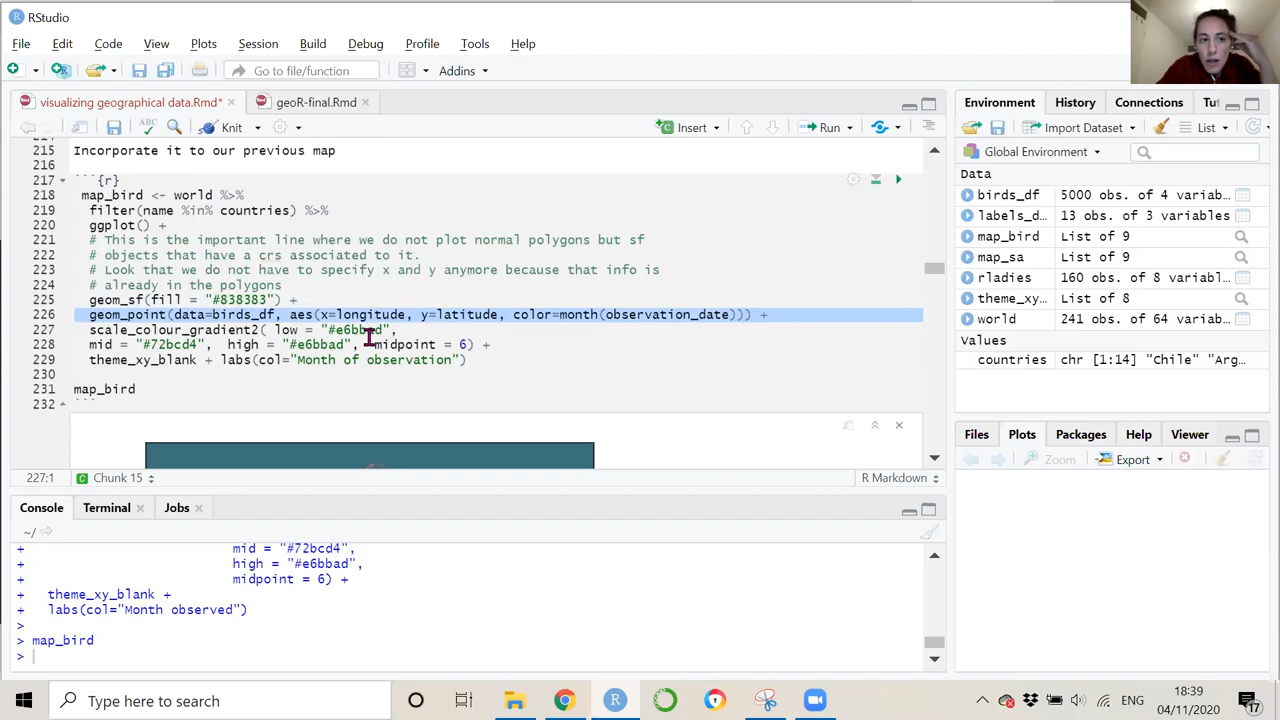 RStudio
File Edit Code View Plots Session Build Debug Profile Tools Help
Go to file/function Addins
visualizing geographical data.Rmd* geoR-final.Rmd
ABC Knit Insert Run
215 Incorporate it to our previous map
216
217 ```{r}
218 map_bird <- world %>%
219 filter(name %in% countries) %>%
220 ggplot() +
221 # This is the important line where we do not plot normal polygons but sf
222 # objects that have a crs associated to it.
223 # Look that we do not have to specify x and y anymore because that info is
224 # already in the polygons
225 geom_sf(fill = "#838383") +
226 geom_point(data=birds_df, aes(x=longitude, y=latitude, color=month(observation_date))) +
227 scale_colour_gradient2( low = "#e6bbad",
228 mid = "#72bcd4", high = "#e6bbad", midpoint = 6) +
229 theme_xy_blank + labs(col="Month of observation")
230
231 map_bird
232 ```
227:1 Chunk 15 R Markdown
Console Terminal Jobs
~/
+ mid = "#72bcd4",
+ high = "#e6bbad",
+ midpoint = 6) +
+ theme_xy_blank +
+ labs(col="Month observed")
>
> map_bird
>
Environment History Connections Tu
Import Dataset List
Global Environment
Data
birds_df 5000 obs. of 4 variab…
labels_d… 13 obs. of 3 variables
map_bird List of 9
map_sa List of 9
rladies 160 obs. of 8 variab…
theme_xy… List of 8
world 241 obs. of 64 variab…
Values
countries chr [1:14] "Chile" "Arg…
Files Plots Packages Help Viewer
Zoom Export
Type here to search
ENG
18:39
04/11/2020
17